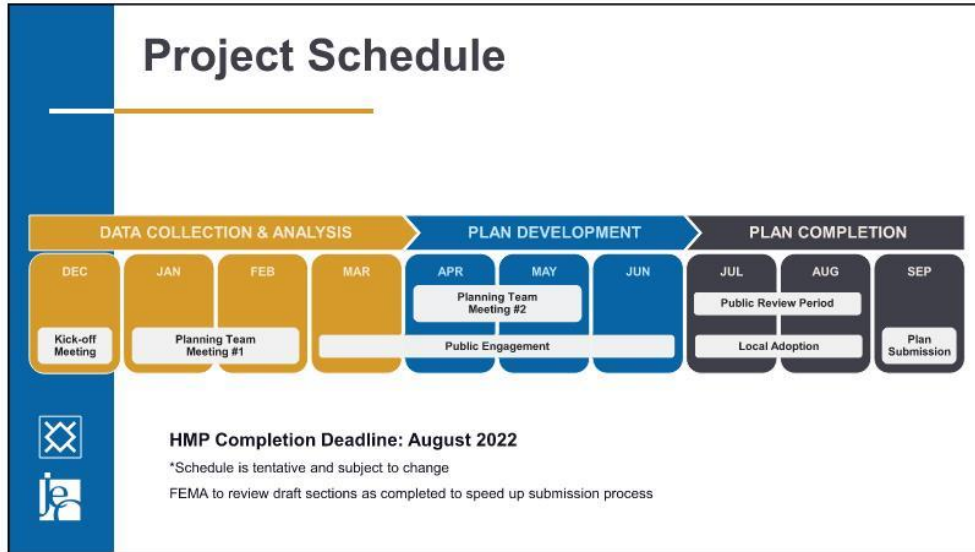 Project Schedule
DATA COLLECTION & ANALYSIS
PLAN DEVELOPMENT
PLAN COMPLETION
DEC
JAN
FEB
MAR
APR
MAY
JUN
JUL
AUG
SEP
Planning Team
Meeting #2
Public Review Period
Kick-off
Meeting
Planning Team
Meeting #1
Public Engagement
Local Adoption
Plan
Submission
HMP Completion Deadline: August 2022
*Schedule is tentative and subject to change
FEMA to review draft sections as completed to speed up submission process
jeo